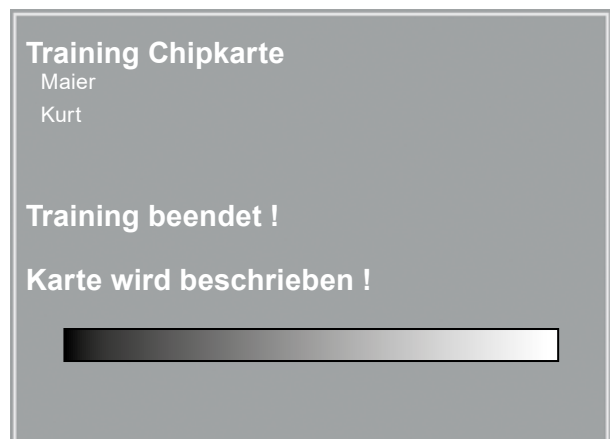 Training Chipkarte
Maier
Kurt
Training beendet !
Karte wird beschrieben !